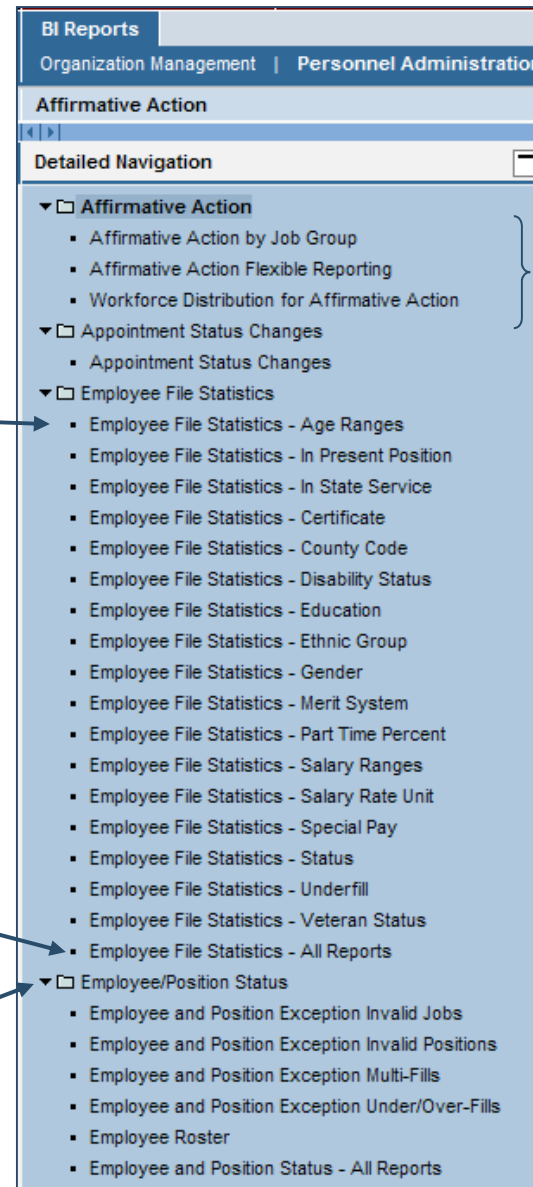 BI Reports
Organization Management | Personnel Administration
Affirmative Action
Detailed Navigation
Affirmative Action
Affirmative Action by Job Group
Affirmative Action Flexible Reporting
Workforce Distribution for Affirmative Action
Appointment Status Changes
Appointment Status Changes
Employee File Statistics
Employee File Statistics - Age Ranges
Employee File Statistics - In Present Position
Employee File Statistics - In State Service
Employee File Statistics - Certificate
Employee File Statistics - County Code
Employee File Statistics - Disability Status
Employee File Statistics - Education
Employee File Statistics - Ethnic Group
Employee File Statistics - Gender
Employee File Statistics - Merit System
Employee File Statistics - Part Time Percent
Employee File Statistics - Salary Ranges
Employee File Statistics - Salary Rate Unit
Employee File Statistics - Special Pay
Employee File Statistics - Status
Employee File Statistics - Underfill
Employee File Statistics - Veteran Status
Employee File Statistics - All Reports
Employee/Position Status
Employee and Position Exception Invalid Jobs
Employee and Position Exception Invalid Positions
Employee and Position Exception Multi-Fills
Employee and Position Exception Under/Over-Fills
Employee Roster
Employee and Position Status - All Reports